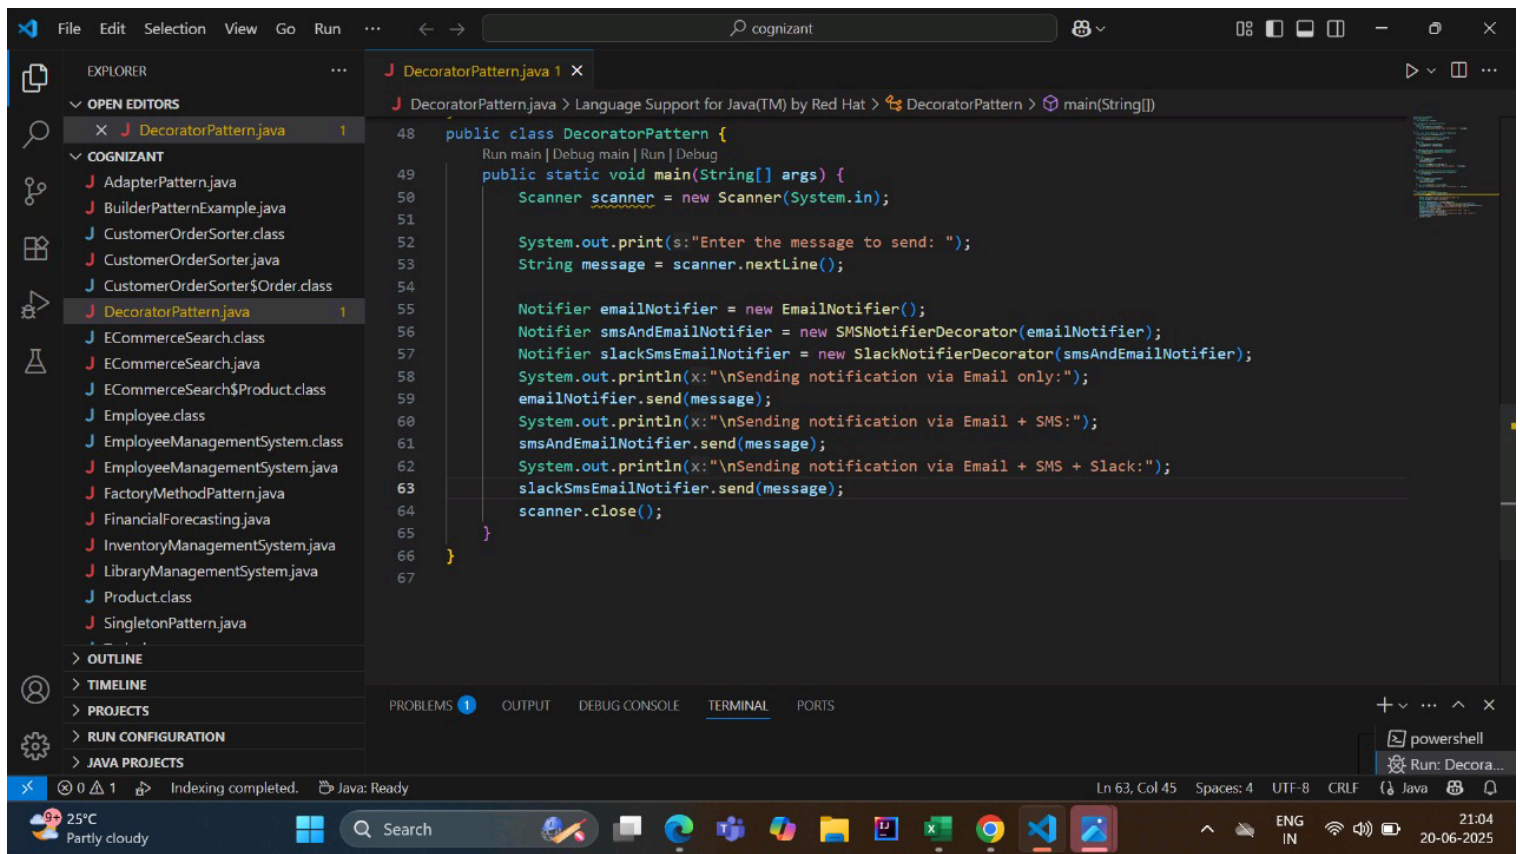 File Edit Selection View Go Run ··· cognizant
EXPLORER ···
OPEN EDITORS
J DecoratorPattern.java 1
COGNIZANT
J AdapterPattern.java
J BuilderPatternExample.java
J CustomerOrderSorter.class
J CustomerOrderSorter.java
J CustomerOrderSorter$Order.class
J DecoratorPattern.java 1
J ECommerceSearch.class
J ECommerceSearch.java
J ECommerceSearch$Product.class
J Employee.class
J EmployeeManagementSystem.class
J EmployeeManagementSystem.java
J FactoryMethodPattern.java
J FinancialForecasting.java
J InventoryManagementSystem.java
J LibraryManagementSystem.java
J Product.class
J SingletonPattern.java
OUTLINE
TIMELINE
PROJECTS
RUN CONFIGURATION
JAVA PROJECTS
J DecoratorPattern.java 1
J DecoratorPattern.java > Language Support for Java(TM) by Red Hat > DecoratorPattern > main(String[])
48 public class DecoratorPattern {
Run main | Debug main | Run | Debug
49 public static void main(String[] args) {
50 Scanner scanner = new Scanner(System.in);
51
52 System.out.print(s:"Enter the message to send: ");
53 String message = scanner.nextLine();
54
55 Notifier emailNotifier = new EmailNotifier();
56 Notifier smsAndEmailNotifier = new SMSNotifierDecorator(emailNotifier);
57 Notifier slackSmsEmailNotifier = new SlackNotifierDecorator(smsAndEmailNotifier);
58 System.out.println(x:"\nSending notification via Email only:");
59 emailNotifier.send(message);
60 System.out.println(x:"\nSending notification via Email + SMS:");
61 smsAndEmailNotifier.send(message);
62 System.out.println(x:"\nSending notification via Email + SMS + Slack:");
63 slackSmsEmailNotifier.send(message);
64 scanner.close();
65 }
66 }
67
PROBLEMS 1 OUTPUT DEBUG CONSOLE TERMINAL PORTS
powershell
Run: Decora...
0 1 Indexing completed. Java: Ready Ln 63, Col 45 Spaces: 4 UTF-8 CRLF Java
9+ 25°C
Partly cloudy
Search
ENG
IN
21:04
20-06-2025